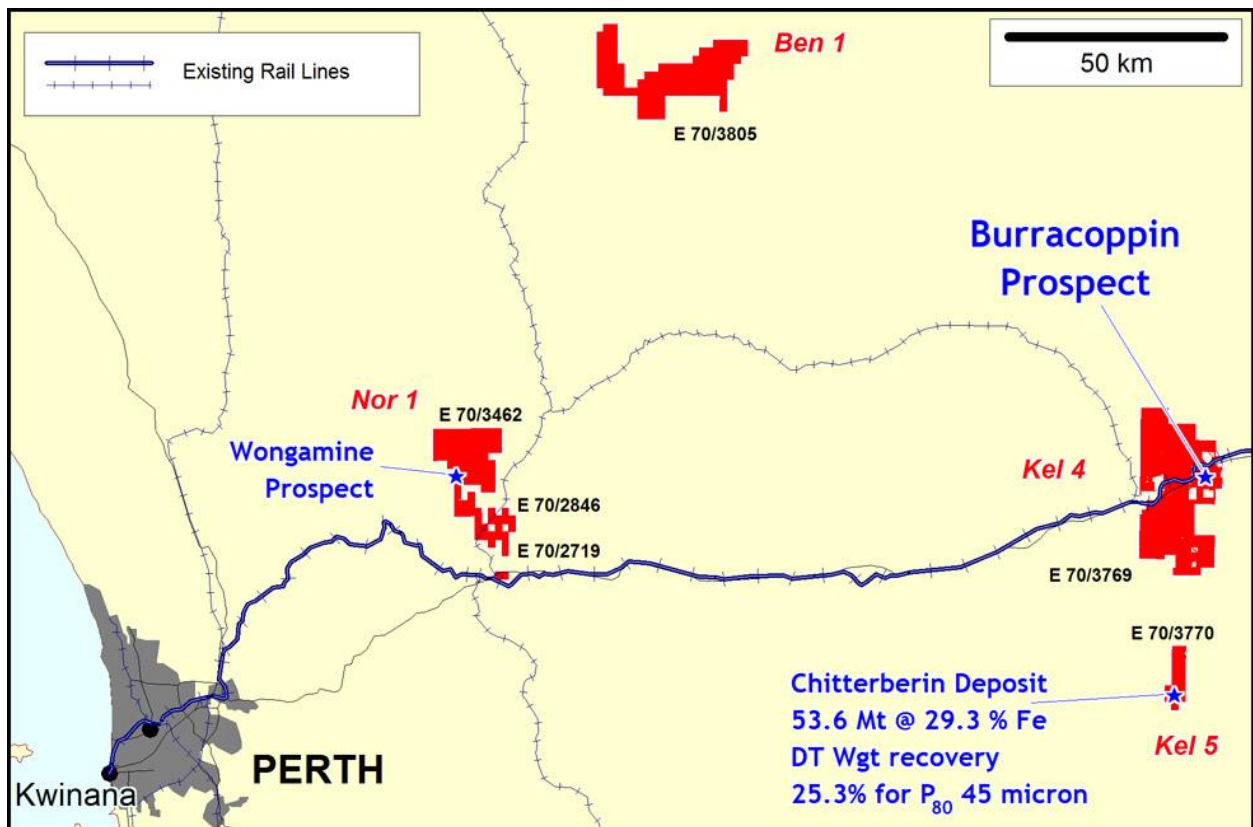 Existing Rail Lines
Ben 1
50 km
E 70/3805
Burracoppin
Prospect
Nor 1
E 70/3462
Wongamine
Prospect
Kel 4
E 70/2846
E 70/2719
E 70/3769
E 70/3770
Chitterberin Deposit
53.6 Mt @ 29.3 % Fe
DT Wgt recovery
25.3% for P80 45 micron
Kel 5
PERTH
Kwinana